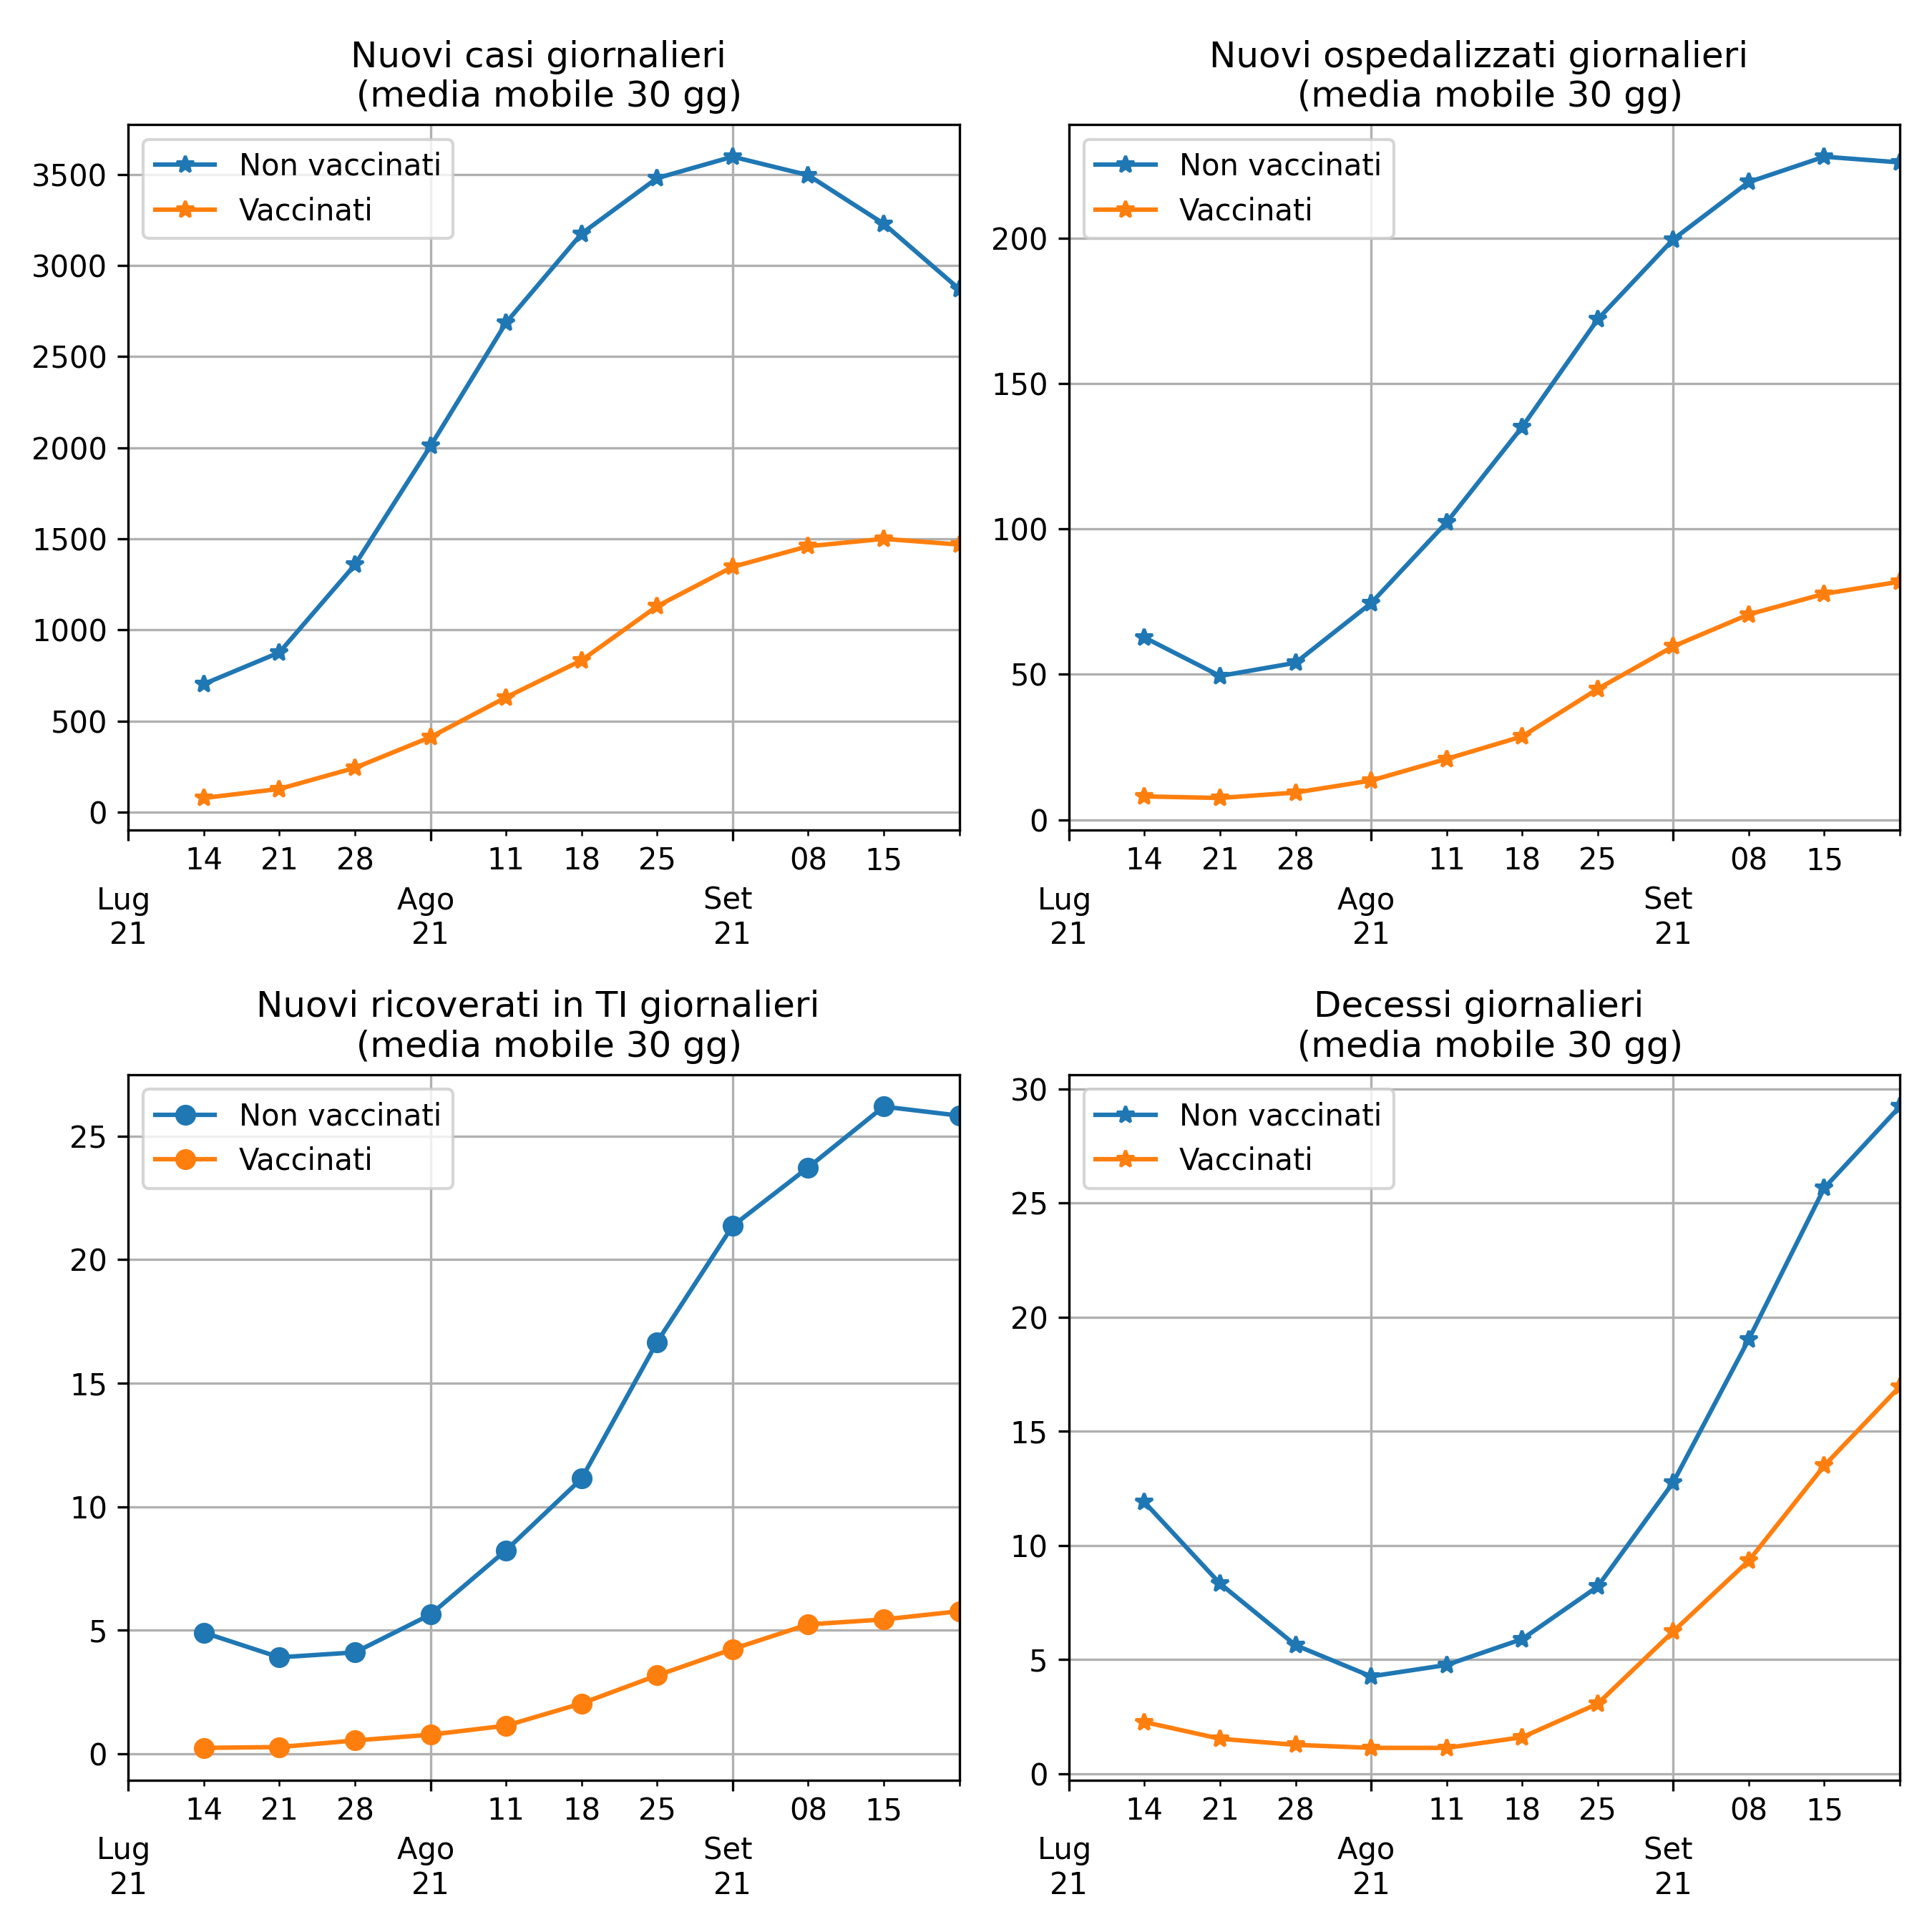 Nuovi casi giornalieri
(media mobile 30 gg)
Non vaccinati
Vaccinati
3500
3000
2500
2000
1500
1000
500
0
14 21 28 11 18 25 08 15
Lug Ago Set
21 21 21
Nuovi ospedalizzati giornalieri
(media mobile 30 gg)
Non vaccinati
Vaccinati
200
150
100
50
0
14 21 28 11 18 25 08 15
Lug Ago Set
21 21 21
Nuovi ricoverati in TI giornalieri
(media mobile 30 gg)
Non vaccinati
Vaccinati
25
20
15
10
5
0
14 21 28 11 18 25 08 15
Lug Ago Set
21 21 21
Decessi giornalieri
(media mobile 30 gg)
Non vaccinati
Vaccinati
30
25
20
15
10
5
0
14 21 28 11 18 25 08 15
Lug Ago Set
21 21 21